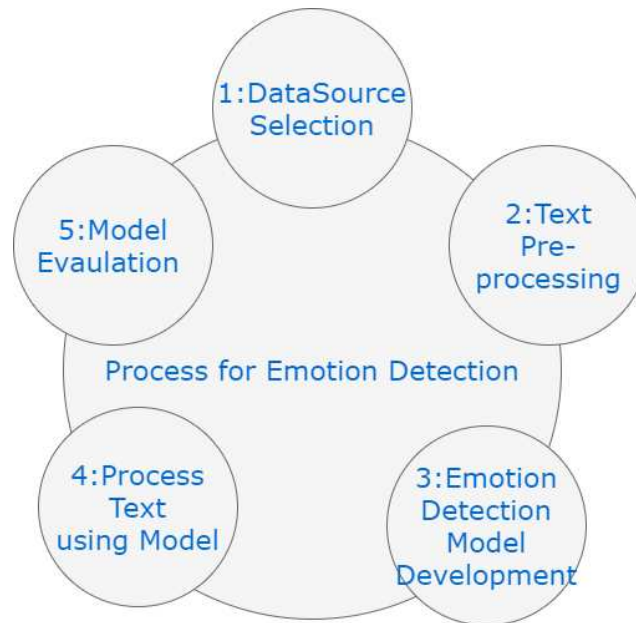 1:DataSource
Selection
2:Text
Pre-
processing
3:Emotion
Detection
Model
Development
4:Process
Text
using Model
5:Model
Evaulation
Process for Emotion Detection